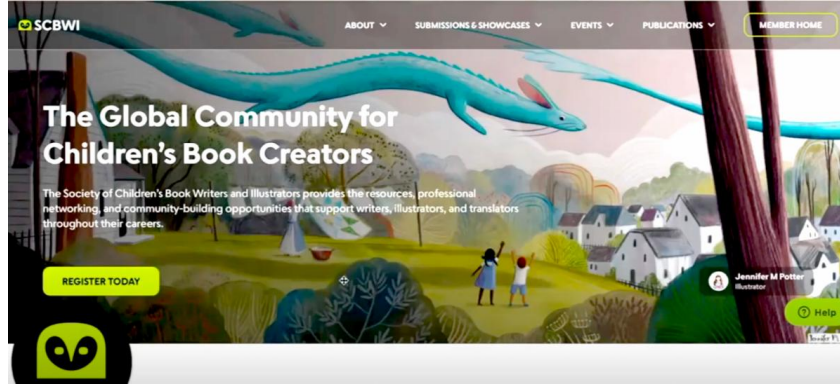 SCBWI
ABOUT
SUBMISSIONS & SHOWCASES
EVENTS
PUBLICATIONS
MEMBER HOME
The Global Community for
Children's Book Creators
The Society of Children's Book Writers and Illustrators provides the resources, professional
networking, and community-building opportunities that support writers, illustrators, and translators
throughout their careers.
REGISTER TODAY
Jennifer M Potter
Illustrator
Help